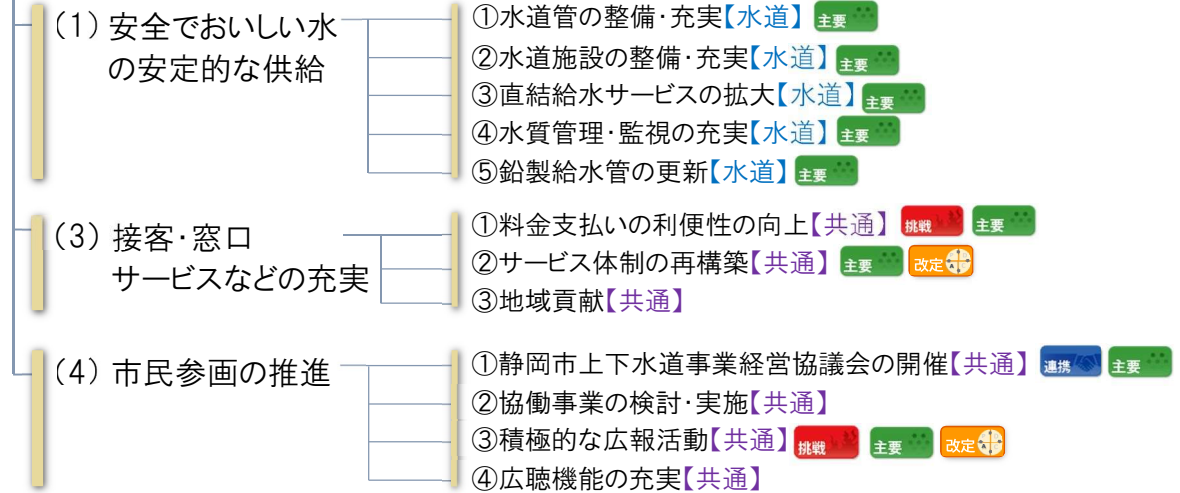 (1) 安全でおいしい水
の安定的な供給
①水道管の整備・充実【水道】 主要
②水道施設の整備・充実【水道】 主要
③直結給水サービスの拡大【水道】 主要
④水質管理・監視の充実【水道】 主要
⑤鉛製給水管の更新【水道】 主要
(3) 接客・窓口
サービスなどの充実
①料金支払いの利便性の向上【共通】 挑戦 主要
②サービス体制の再構築【共通】 主要 改定
③地域貢献【共通】
(4) 市民参画の推進
①静岡市上下水道事業経営協議会の開催【共通】 連携 主要
②協働事業の検討・実施【共通】
③積極的な広報活動【共通】 挑戦 主要 改定
④広聴機能の充実【共通】